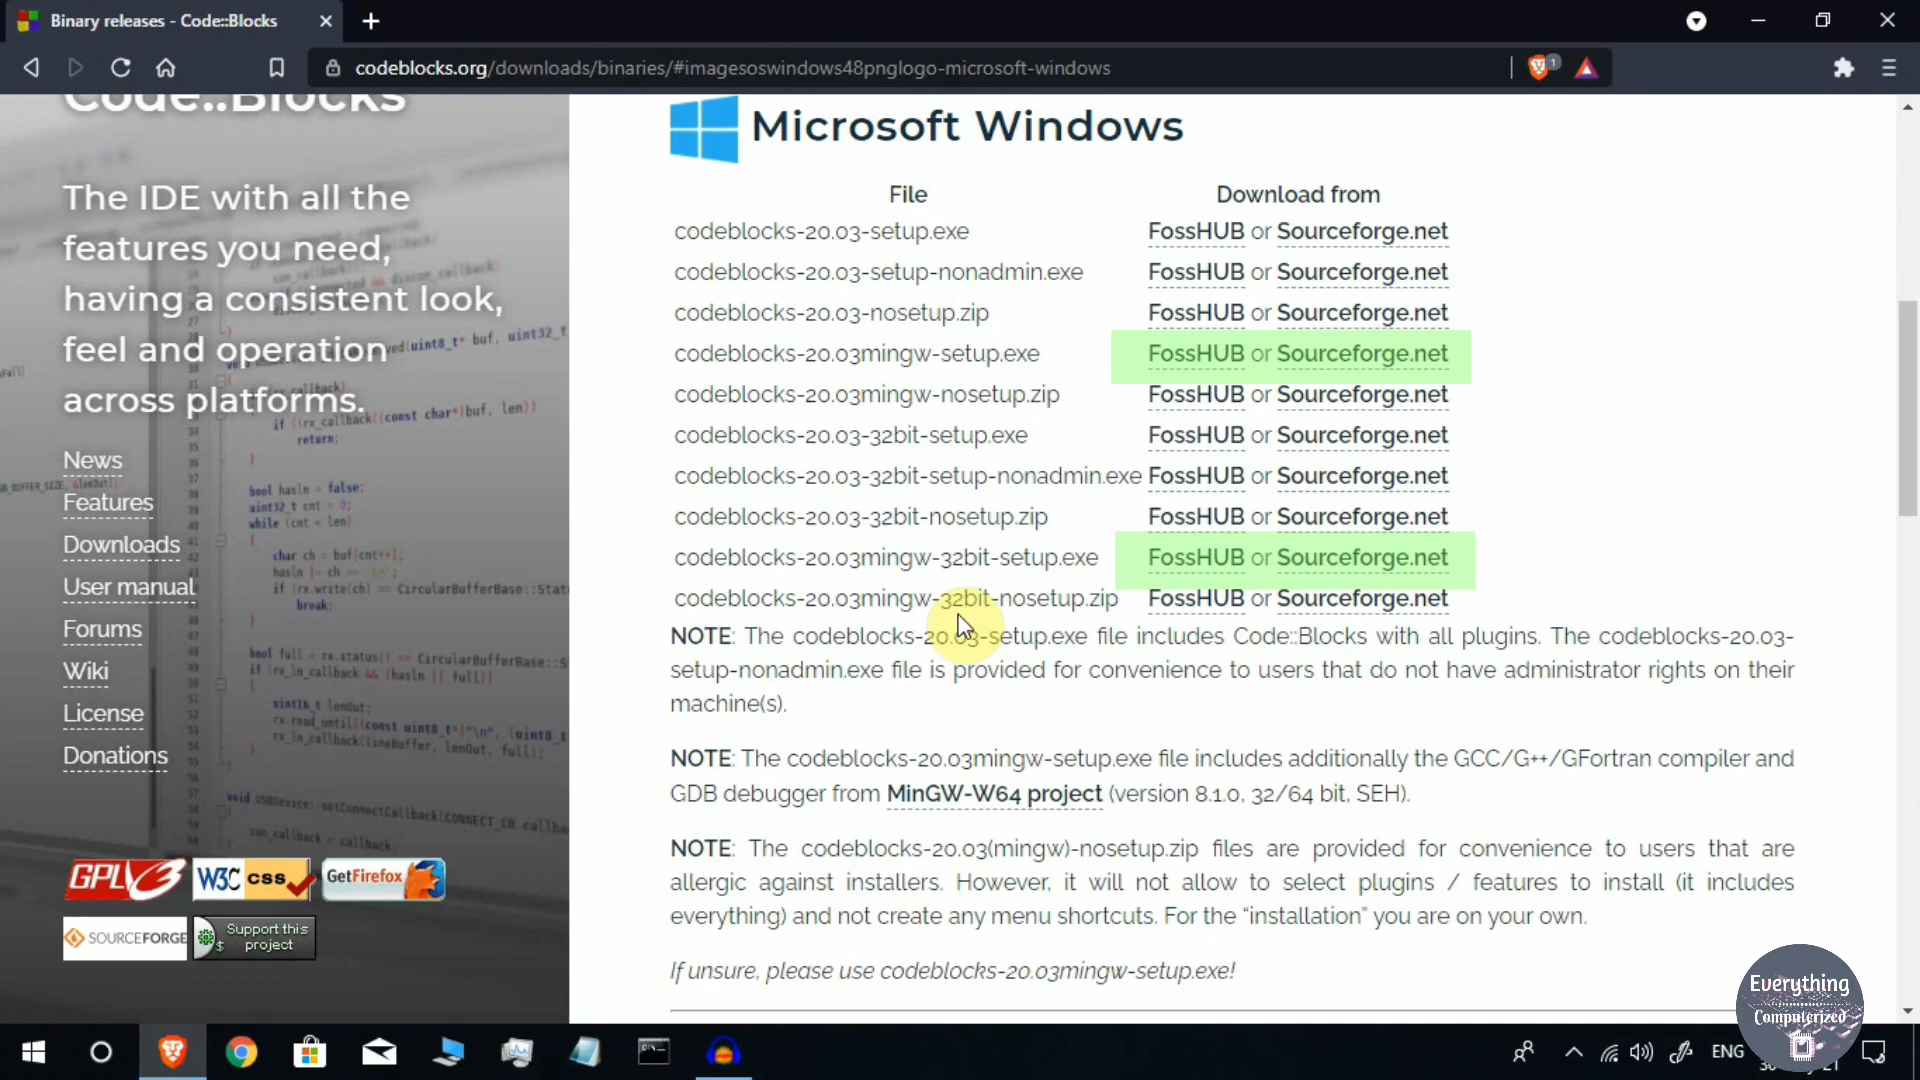 Binary releases - Code::Blocks
codeblocks.org/downloads/binaries/#imagesoswindows48pnglogo-microsoft-windows
1
Code::Blocks
The IDE with all the
features you need,
having a consistent look,
feel and operation
across platforms.
News
Features
Downloads
User manual
Forums
Wiki
License
Donations
GPLv3
W3C css
GetFirefox
SOURCEFORGE
Support this
project
Microsoft Windows
File Download from
codeblocks-20.03-setup.exe FossHUB or Sourceforge.net
codeblocks-20.03-setup-nonadmin.exe FossHUB or Sourceforge.net
codeblocks-20.03-nosetup.zip FossHUB or Sourceforge.net
codeblocks-20.03mingw-setup.exe FossHUB or Sourceforge.net
codeblocks-20.03mingw-nosetup.zip FossHUB or Sourceforge.net
codeblocks-20.03-32bit-setup.exe FossHUB or Sourceforge.net
codeblocks-20.03-32bit-setup-nonadmin.exe FossHUB or Sourceforge.net
codeblocks-20.03-32bit-nosetup.zip FossHUB or Sourceforge.net
codeblocks-20.03mingw-32bit-setup.exe FossHUB or Sourceforge.net
codeblocks-20.03mingw-32bit-nosetup.zip FossHUB or Sourceforge.net
NOTE: The codeblocks-20.03-setup.exe file includes Code::Blocks with all plugins. The codeblocks-20.03-
setup-nonadmin.exe file is provided for convenience to users that do not have administrator rights on their
machine(s).
NOTE: The codeblocks-20.03mingw-setup.exe file includes additionally the GCC/G++/GFortran compiler and
GDB debugger from MinGW-W64 project (version 8.1.0, 32/64 bit, SEH).
NOTE: The codeblocks-20.03(mingw)-nosetup.zip files are provided for convenience to users that are
allergic against installers. However, it will not allow to select plugins / features to install (it includes
everything) and not create any menu shortcuts. For the “installation” you are on your own.
If unsure, please use codeblocks-20.03mingw-setup.exe!
Everything
Computerized
ENG